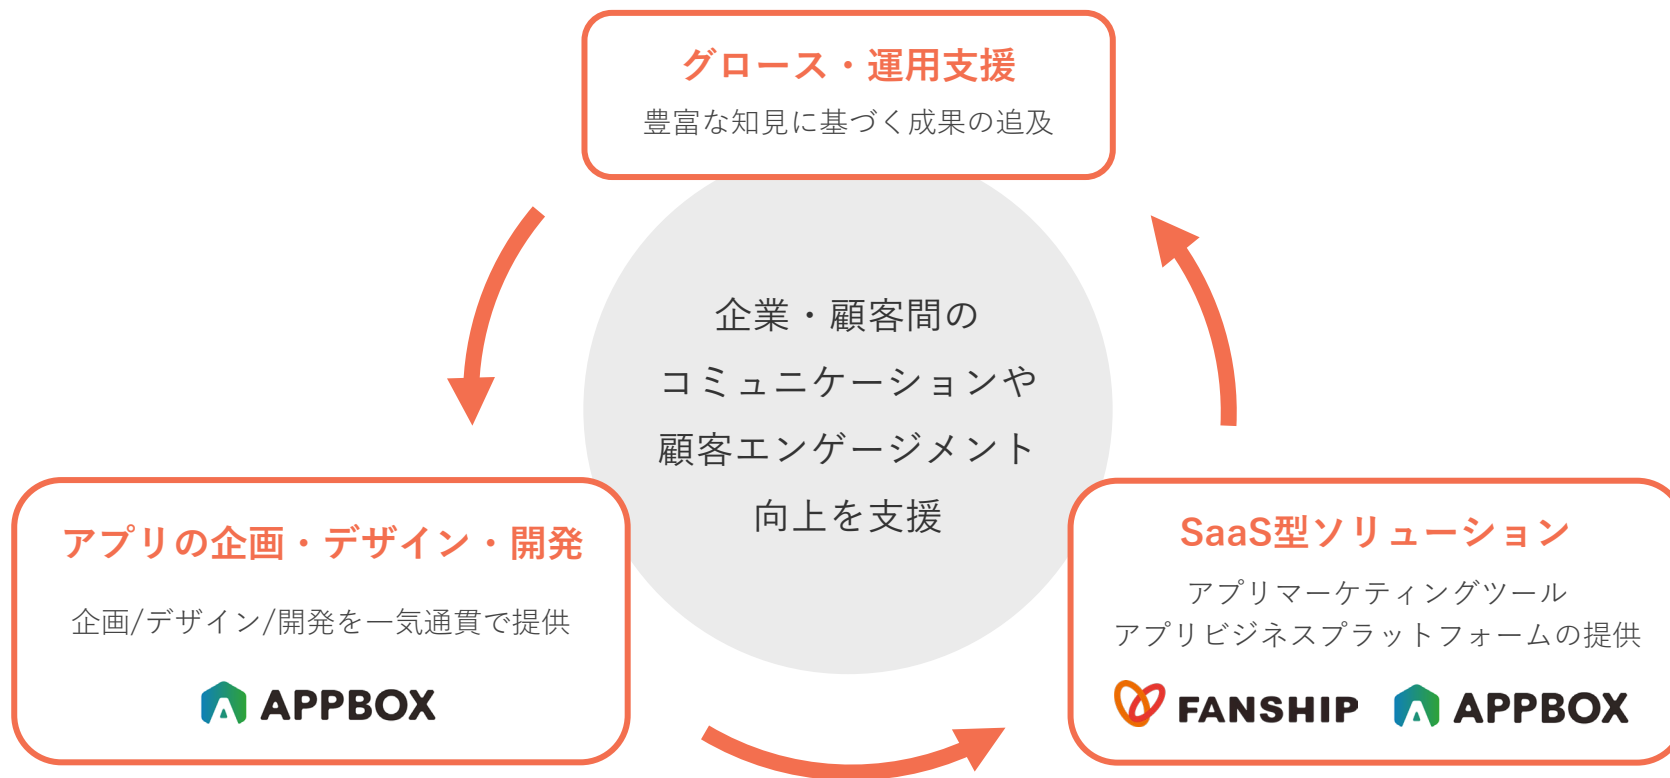 グロース・運用支援
豊富な知見に基づく成果の追及
企業・顧客間の
コミュニケーションや
顧客エンゲージメント
向上を支援
アプリの企画・デザイン・開発
企画/デザイン/開発を一気通貫で提供
APPBOX
SaaS型ソリューション
アプリマーケティングツール
アプリビジネスプラットフォームの提供
FANSHIP APPBOX